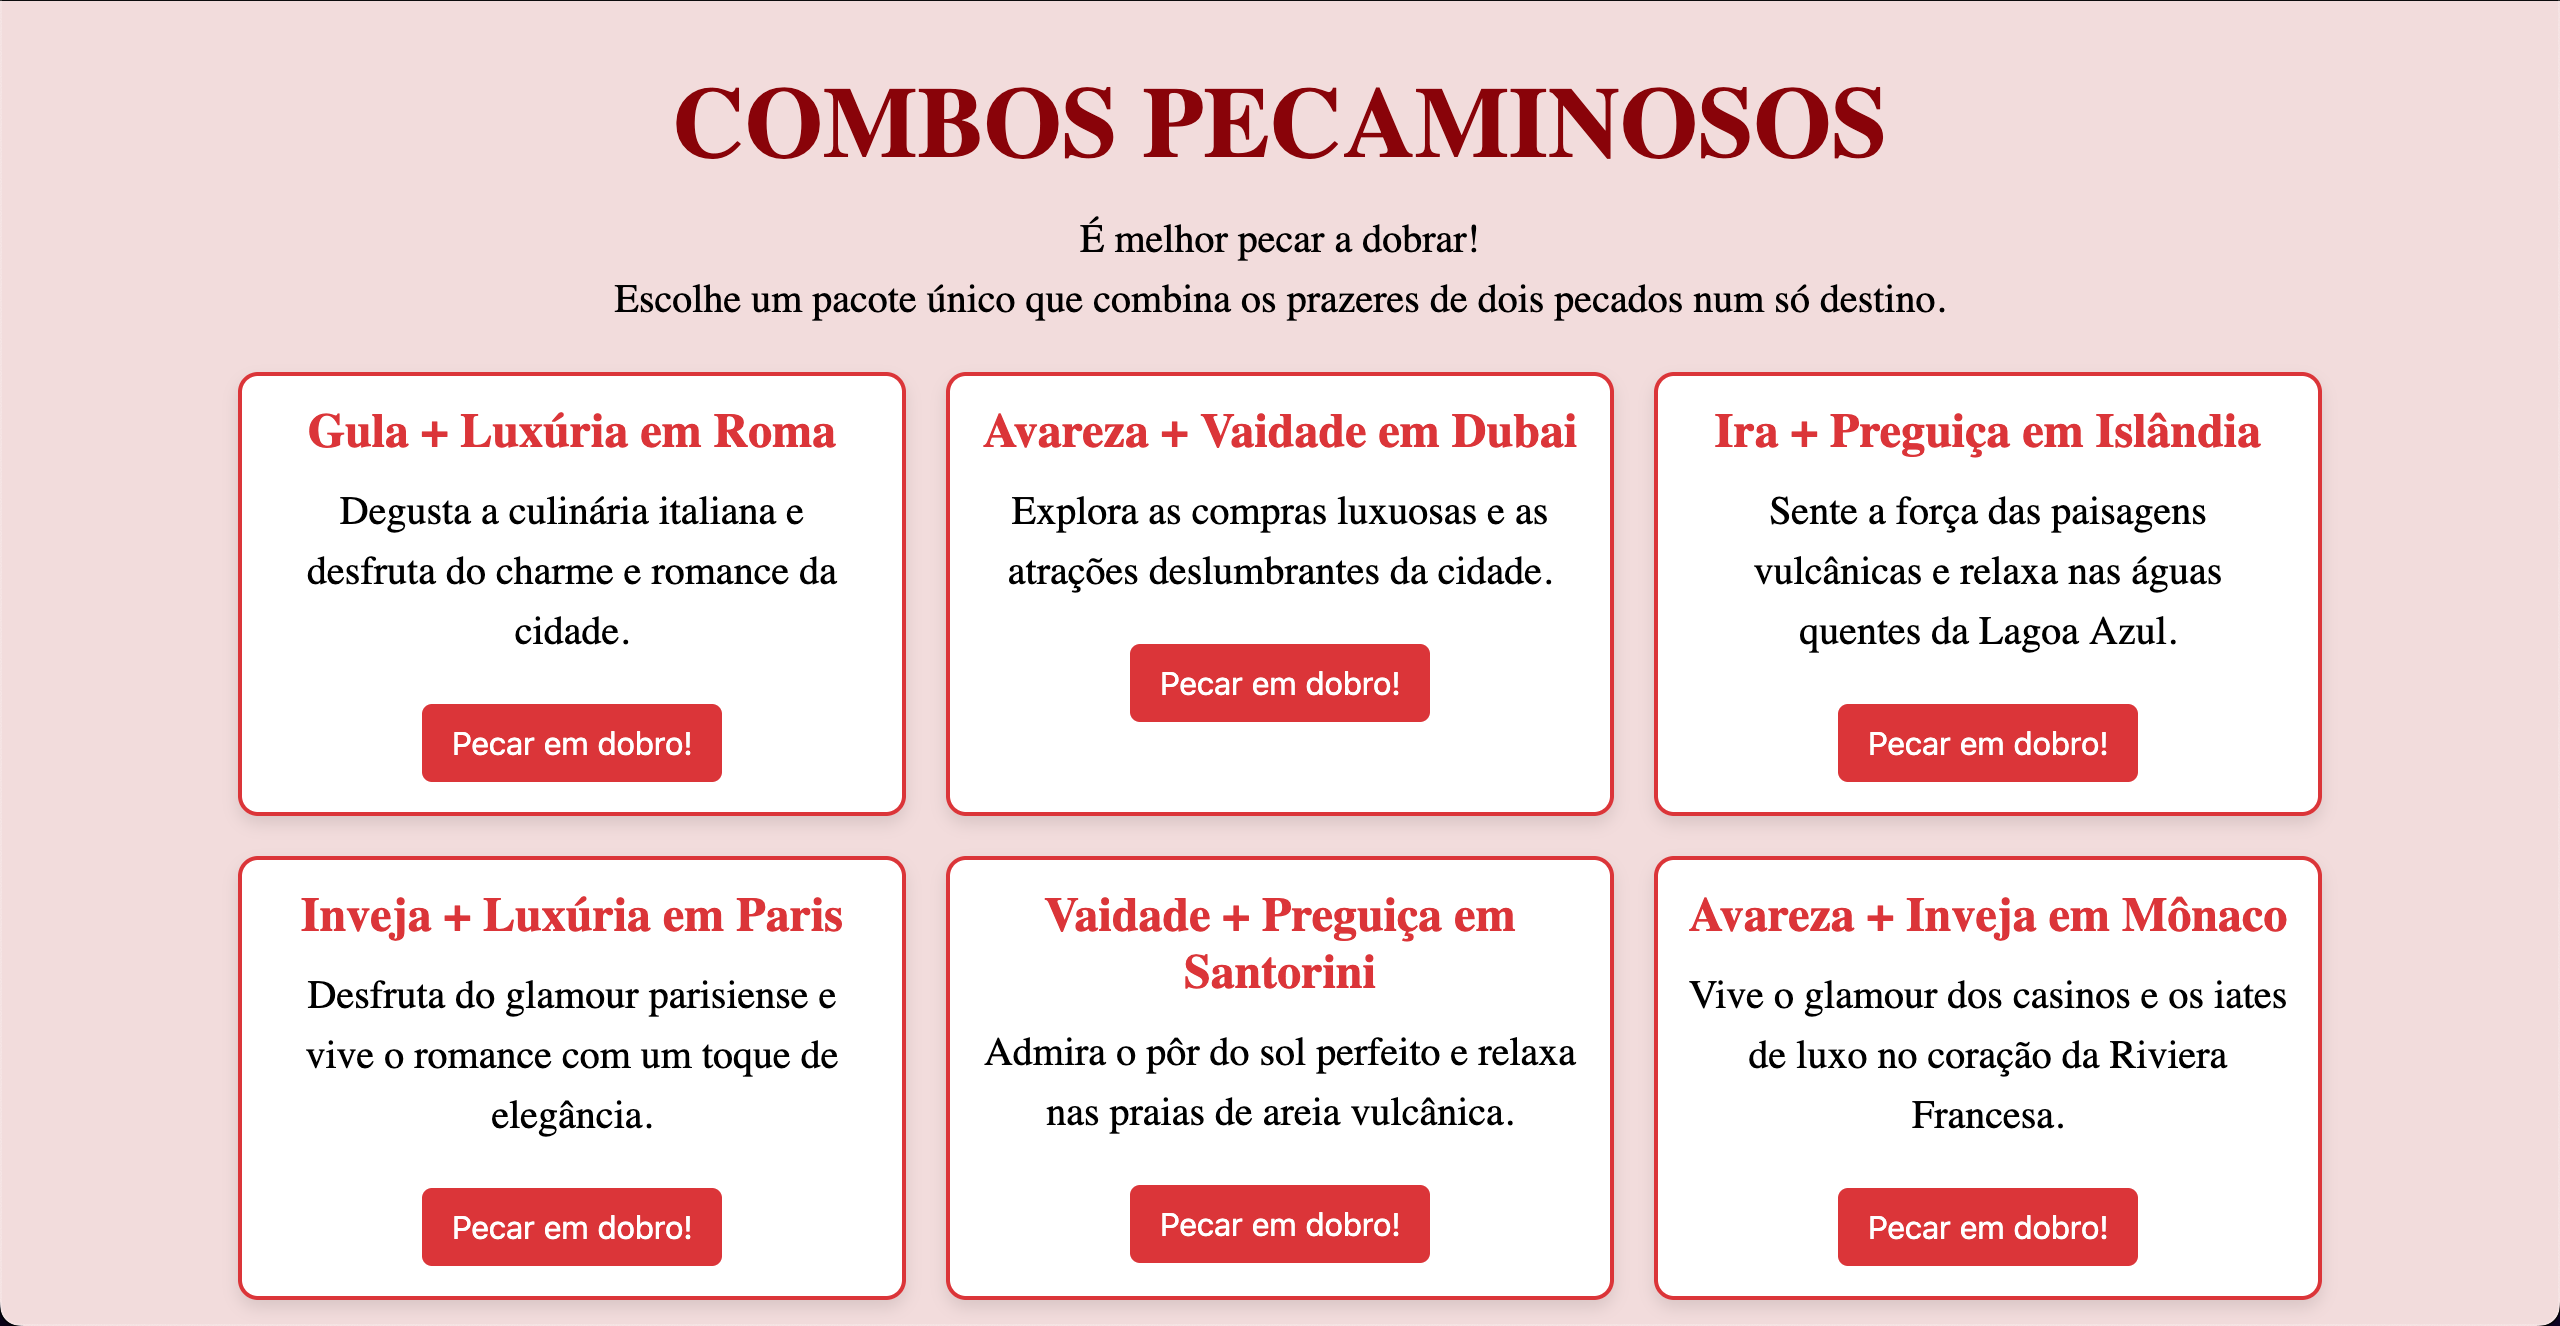 COMBOS PECAMINOSOS
É melhor pecar a dobrar!
Escolhe um pacote único que combina os prazeres de dois pecados num só destino.
Gula + Luxúria em Roma
Degusta a culinária italiana e
desfruta do charme e romance da
cidade.
Pecar em dobro!
Avareza + Vaidade em Dubai
Explora as compras luxuosas e as
atrações deslumbrantes da cidade.
Pecar em dobro!
Ira + Preguiça em Islândia
Sente a força das paisagens
vulcânicas e relaxa nas águas
quentes da Lagoa Azul.
Pecar em dobro!
Inveja + Luxúria em Paris
Desfruta do glamour parisiense e
vive o romance com um toque de
elegância.
Pecar em dobro!
Vaidade + Preguiça em
Santorini
Admira o pôr do sol perfeito e relaxa
nas praias de areia vulcânica.
Pecar em dobro!
Avareza + Inveja em Mônaco
Vive o glamour dos casinos e os iates
de luxo no coração da Riviera
Francesa.
Pecar em dobro!